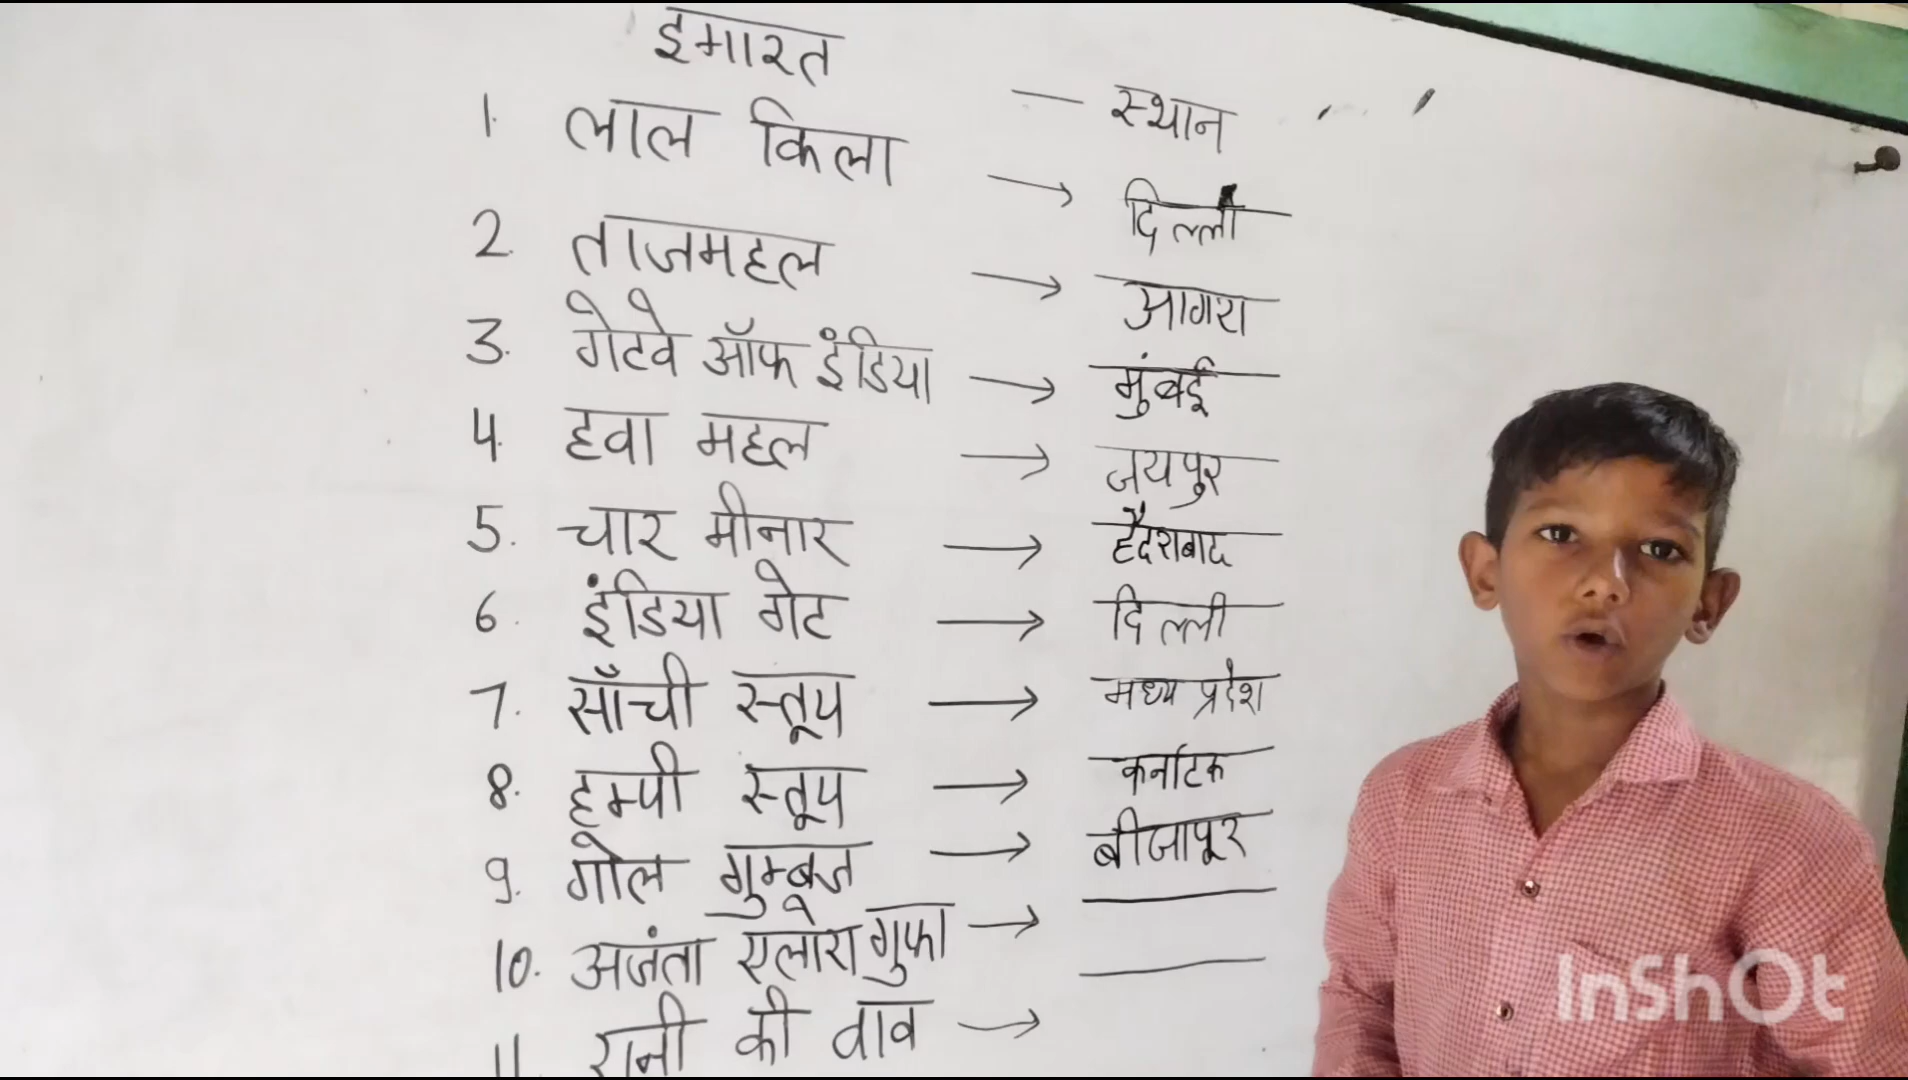 इमारत — स्थान
1. लाल किला → दिल्ली
2. ताजमहल → आगरा
3. गेटवे ऑफ इंडिया → मुंबई
4. हवा महल → जयपुर
5. चार मीनार → हैदराबाद
6. इंडिया गेट → दिल्ली
7. साँची स्तूप → मध्य प्रदेश
8. हम्पी स्तूप → कर्नाटक
9. गोल गुम्बज → बीजापूर
10. अजंता एलोरा गुफा →
11. रानी की वाव →
InShOt